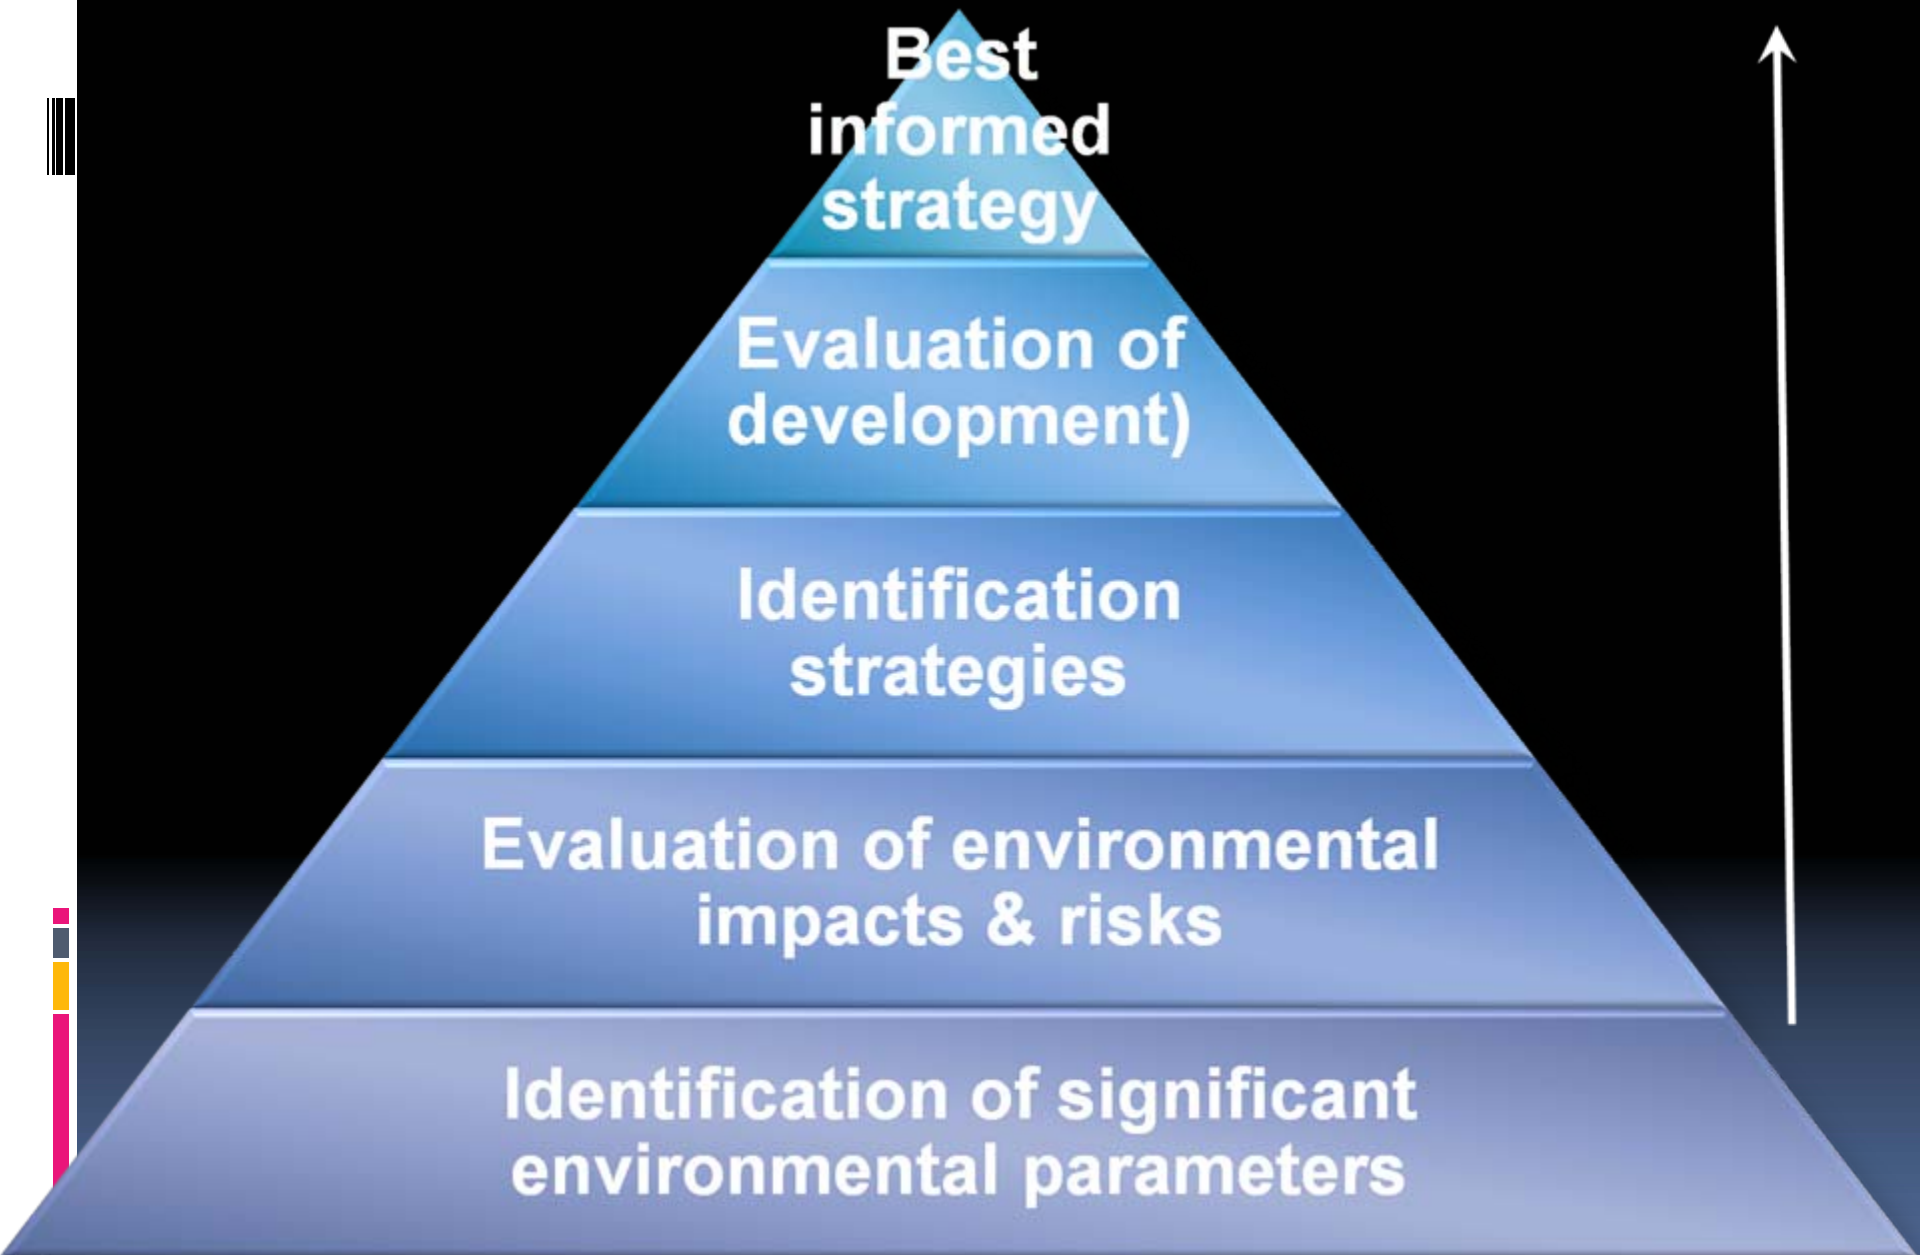 Best
informed
strategy
Evaluation of
development)
Identification
strategies
Evaluation of environmental
impacts & risks
Identification of significant
environmental parameters